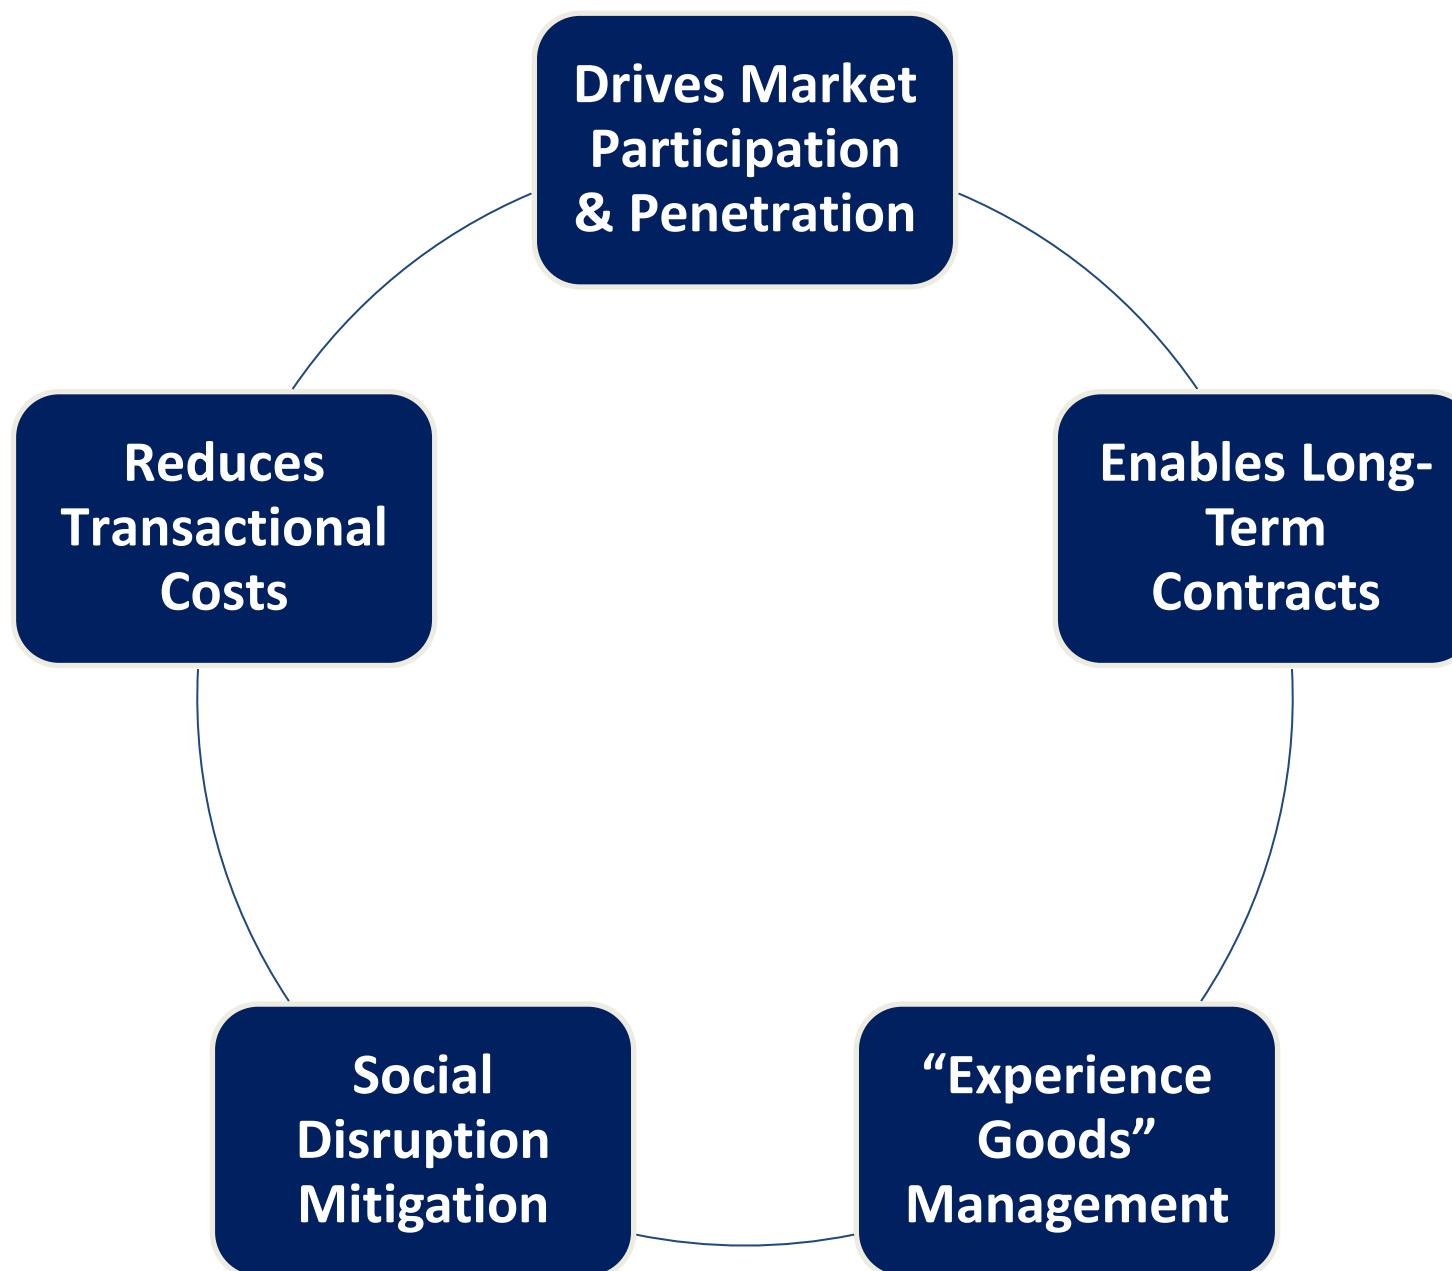 Drives Market
Participation
& Penetration
Reduces
Transactional
Costs
Enables Long-
Term
Contracts
Social
Disruption
Mitigation
“Experience
Goods”
Management